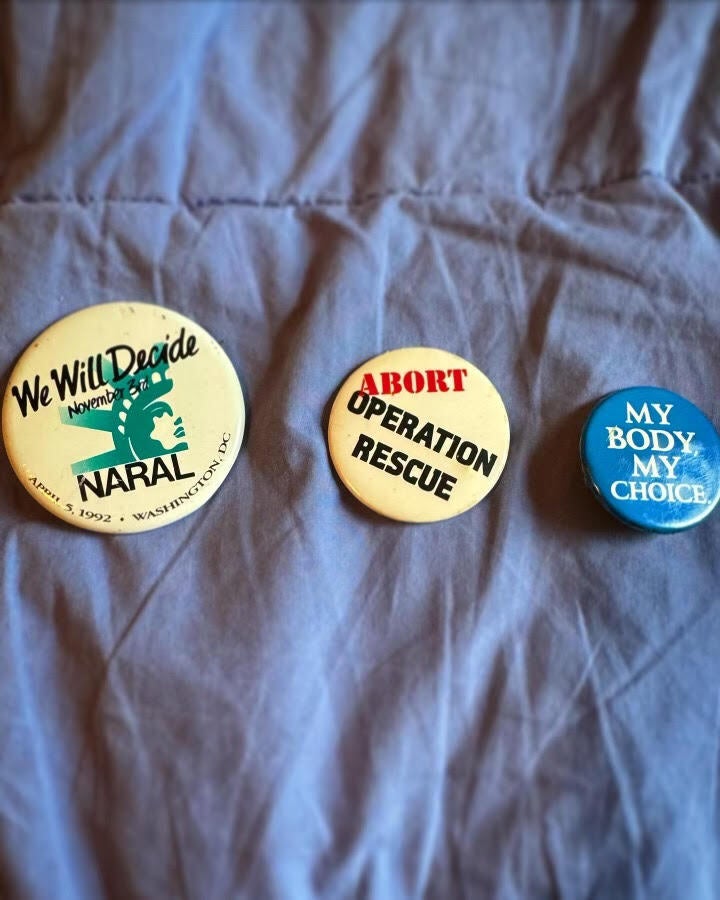 We Will Decide
November 3rd.
NARAL
APRIL 5, 1992 • WASHINGTON, DC
ABORT
OPERATION
RESCUE
MY
BODY,
MY
CHOICE.